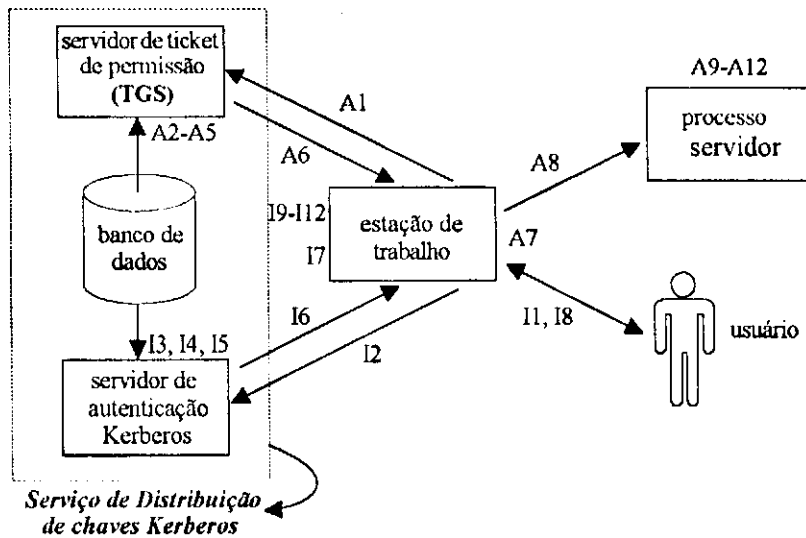 servidor de ticket
de permissão
(TGS)
A1
A2-A5
A6
A9-A12
processo
servidor
A8
banco de
dados
I9-I12
I7
estação de
trabalho
A7
I6
I1, I8
usuário
I3, I4, I5
I2
servidor de
autenticação
Kerberos
Serviço de Distribuição
de chaves Kerberos